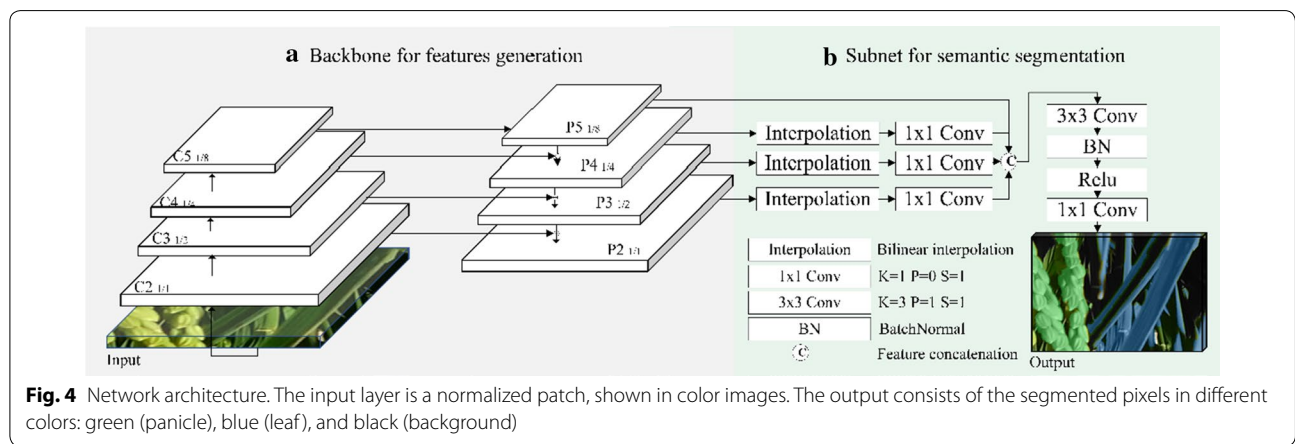 a Backbone for features generation
b Subnet for semantic segmentation
C5 1/8
C4 1/4
C3 1/2
C2 1/1
Input
P5 1/8
P4 1/4
P3 1/2
P2 1/1
Interpolation
1x1 Conv
Interpolation
1x1 Conv
Interpolation
1x1 Conv
C
3x3 Conv
BN
Relu
1x1 Conv
Interpolation Bilinear interpolation
1x1 Conv K=1 P=0 S=1
3x3 Conv K=3 P=1 S=1
BN BatchNormal
C Feature concatenation
Output
Fig. 4 Network architecture. The input layer is a normalized patch, shown in color images. The output consists of the segmented pixels in different
colors: green (panicle), blue (leaf), and black (background)